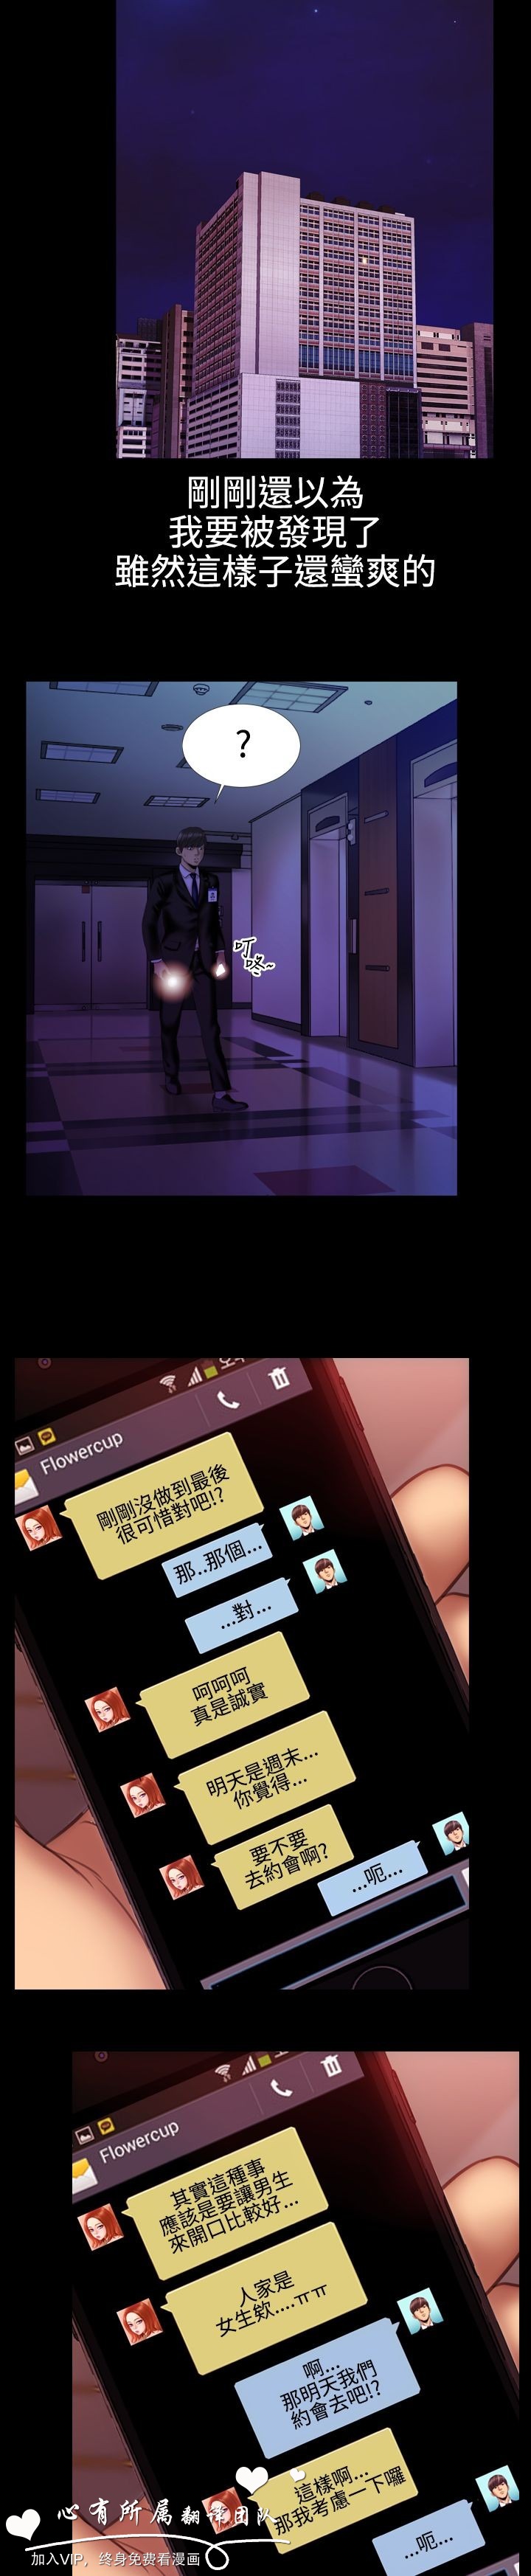 剛剛還以為
我要被發現了
雖然這樣子還蠻爽的
?
叮
咚~
Flowercup
剛剛沒做到最後
很可惜對吧!?
那..那個...
...對...
呵呵呵
真是誠實
明天是週末...
你覺得...
要不要
去約會啊?
...呃...
Flowercup
其實這種事
應該是要讓男生
來開口比較好...
人家是
女生欸....ㅠㅠ
啊...
那明天我們
約會去吧!?
這樣啊...
那我考慮一下囉
...呃...
心有所属翻译团队
加入VIP，终身免费看漫画